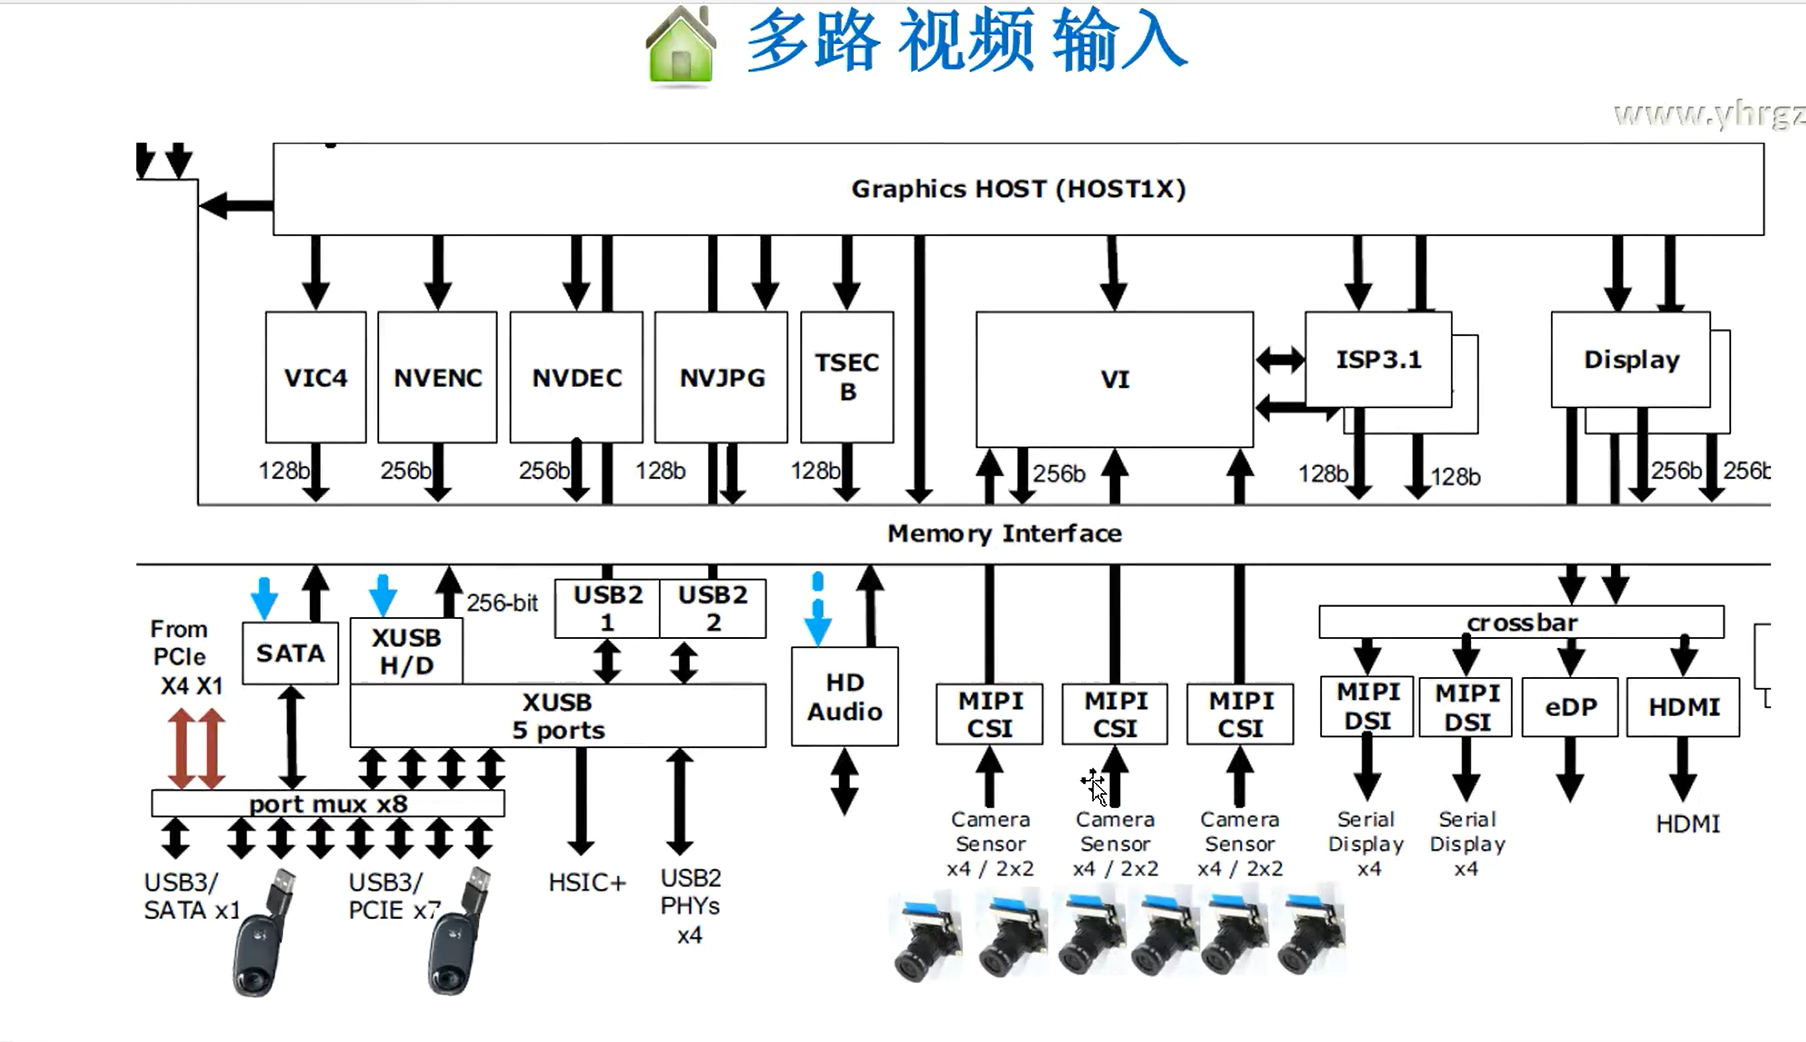 多路 视频 输入
www.yhrgz
Graphics HOST (HOST1X)
VIC4
NVENC
NVDEC
NVJPG
TSEC
B
VI
ISP3.1
Display
128b
256b
256b
128b
128b
256b
128b
128b
256b
256b
Memory Interface
From
PCIe
X4 X1
SATA
XUSB
H/D
256-bit
USB2
1
USB2
2
XUSB
5 ports
HD
Audio
MIPI
CSI
MIPI
CSI
MIPI
CSI
crossbar
MIPI
DSI
MIPI
DSI
eDP
HDMI
port mux x8
USB3/
SATA x1
USB3/
PCIE x7
HSIC+
USB2
PHYs
x4
Camera
Sensor
x4 / 2x2
Camera
Sensor
x4 / 2x2
Camera
Sensor
x4 / 2x2
Serial
Display
x4
Serial
Display
x4
HDMI